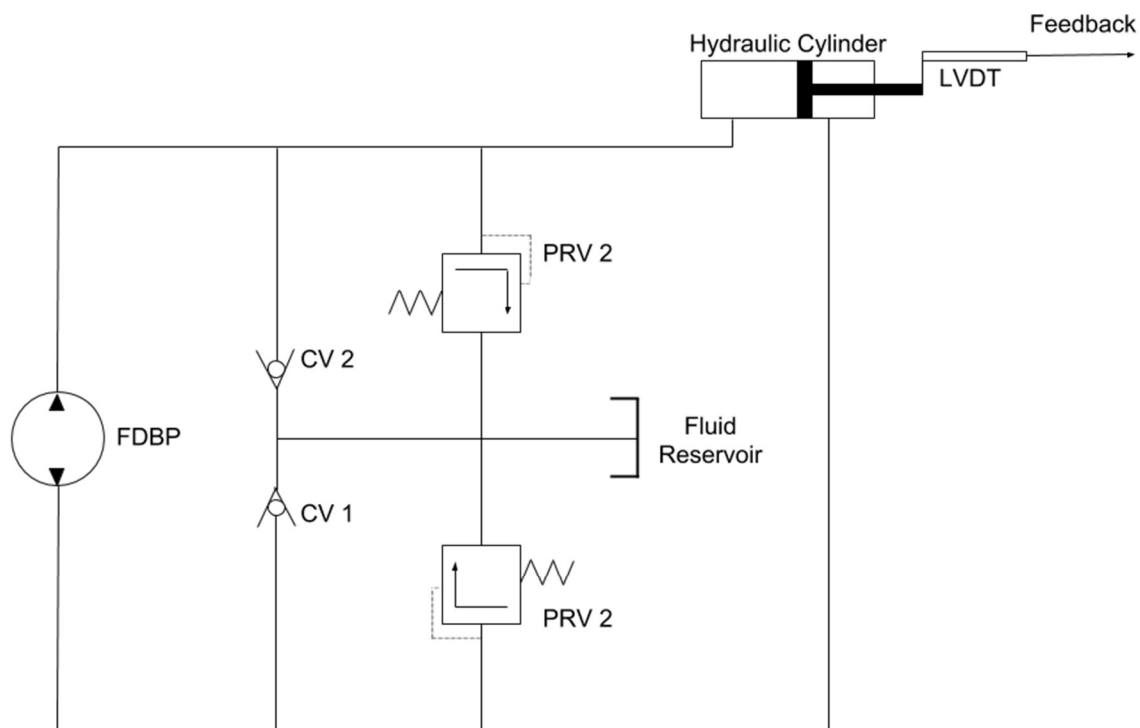 Feedback
Hydraulic Cylinder
LVDT
PRV 2
CV 2
FDBP
Fluid
Reservoir
CV 1
PRV 2